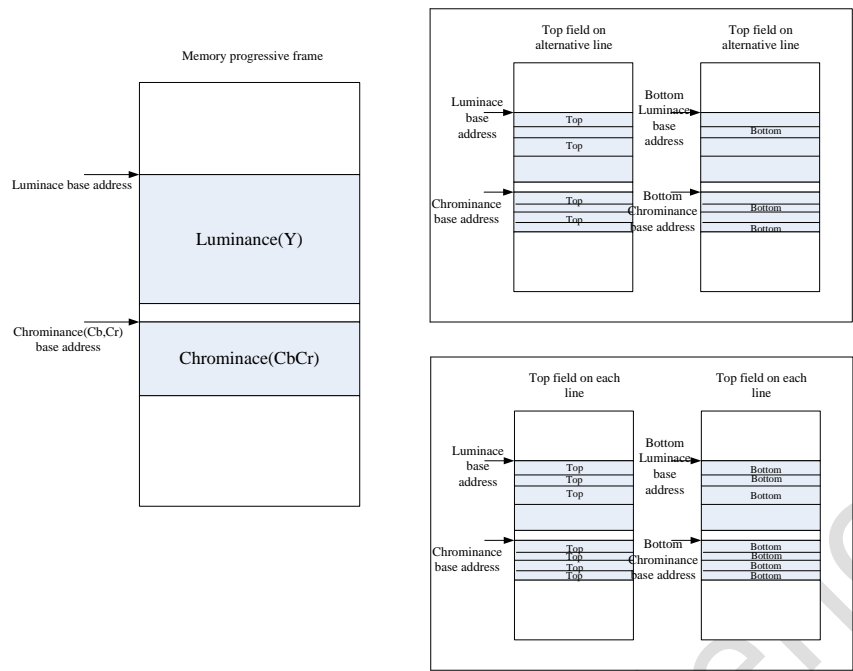 Memory progressive frame
Luminace base address
Luminance(Y)
Chrominance(Cb,Cr)
base address
Chrominace(CbCr)
Top field on
alternative line
Top field on
alternative line
Luminace
base
address
Top
Top
Bottom
Luminace
base
address
Bottom
Chrominance
base address
Top
Top
Bottom
Chrominance
base address
Bottom
Bottom
Top field on each
line
Top field on each
line
Luminace
base
address
Top
Top
Top
Bottom
Luminace
base
address
Bottom
Bottom
Bottom
Chrominance
base address
Top
Top
Top
Top
Bottom
Chrominance
base address
Bottom
Bottom
Bottom
Bottom